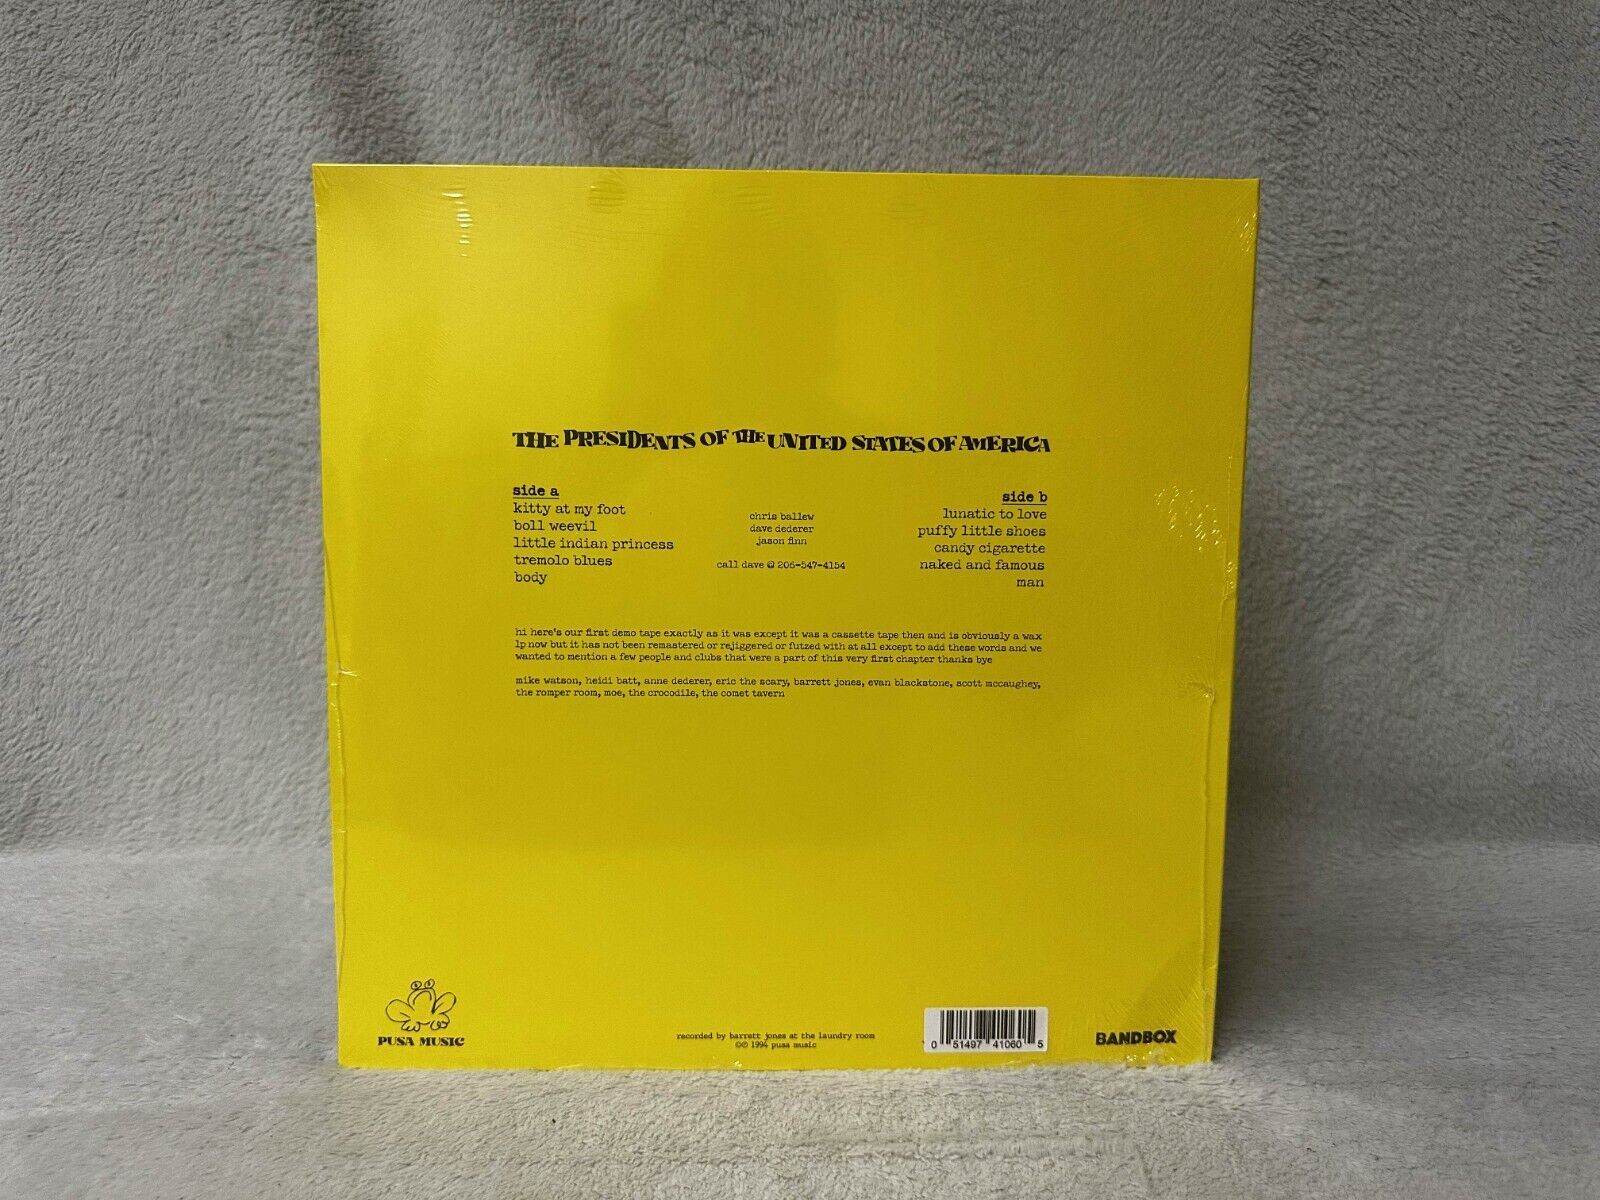 THE PRESIDENTS OF THE UNITED STATES OF AMERICA
side a
kitty at my foot
boll weevil
little indian princess
tremolo blues
body
chris ballew
dave dederer
jason finn
call dave @ 206-547-4154
side b
lunatic to love
puffy little shoes
candy cigarette
naked and famous
man
hi here's our first demo tape exactly as it was except it was a cassette tape then and is obviously a wax
lp now but it has not been remastered or rejiggered or futzed with at all except to add these words and we
wanted to mention a few people and clubs that were a part of this very first chapter thanks bye
mike watson, heidi batt, anne dederer, eric the scary, barrett jones, evan blackstone, scott mccaughey,
the romper room, moe, the crocodile, the comet tavern
PUSA MUSIC
recorded by barrett jones at the laundry room
©℗ 1994 pusa music
0 51497 41060 5
BANDBOX